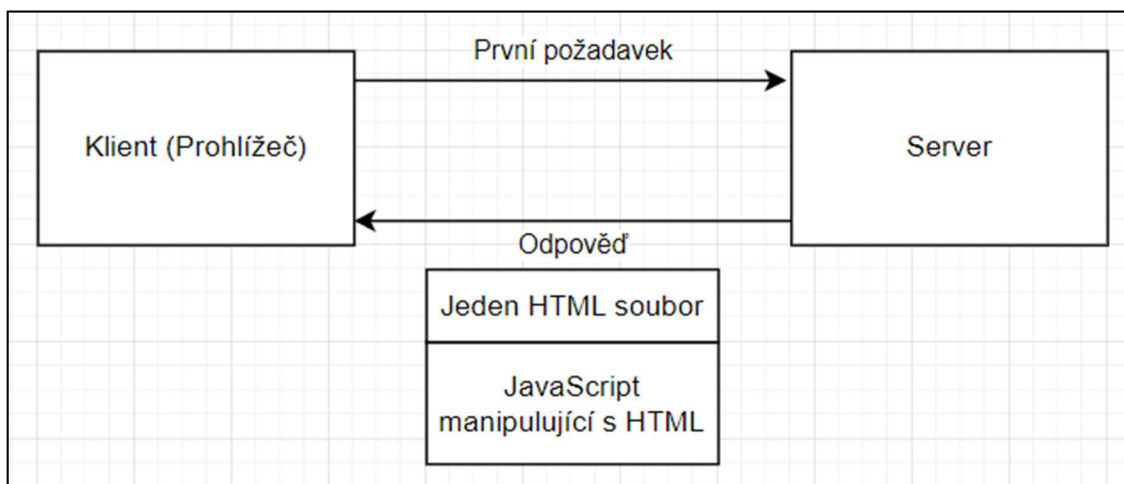 První požadavek
Klient (Prohlížeč)
Server
Odpověď
Jeden HTML soubor
JavaScript
manipulující s HTML